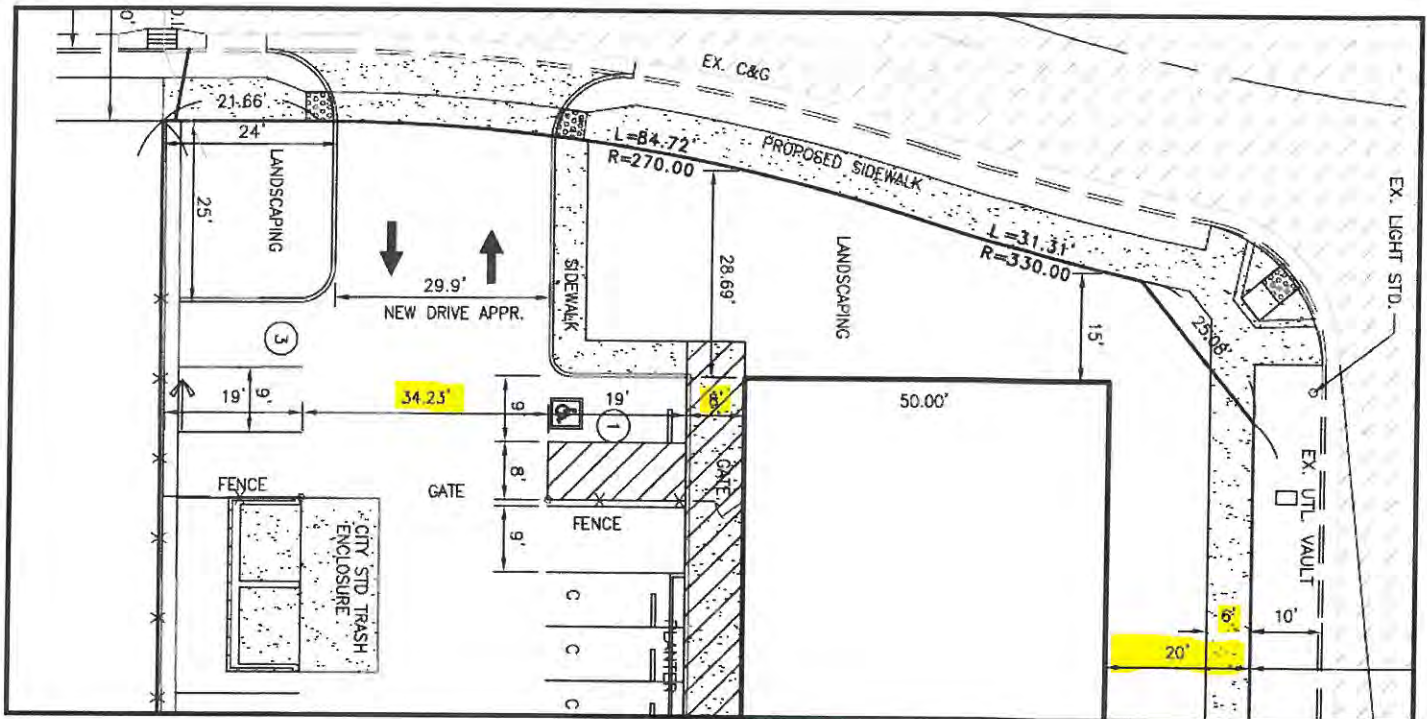 EX. C&G
21.66'
24'
LANDSCAPING
25'
L=84.72'
R=270.00
PROPOSED SIDEWALK
L=31.31'
R=330.00
EX. LIGHT STD.
LANDSCAPING
28.69'
SIDEWALK
29.9'
NEW DRIVE APPR.
15'
25.08'
3
19'
9'
34.23'
9'
19'
1
50.00'
8'
GATE
GATE
FENCE
FENCE
9'
CITY STD TRASH
ENCLOSURE
C
C
C
EX. UTL VAULT
6'
10'
20'